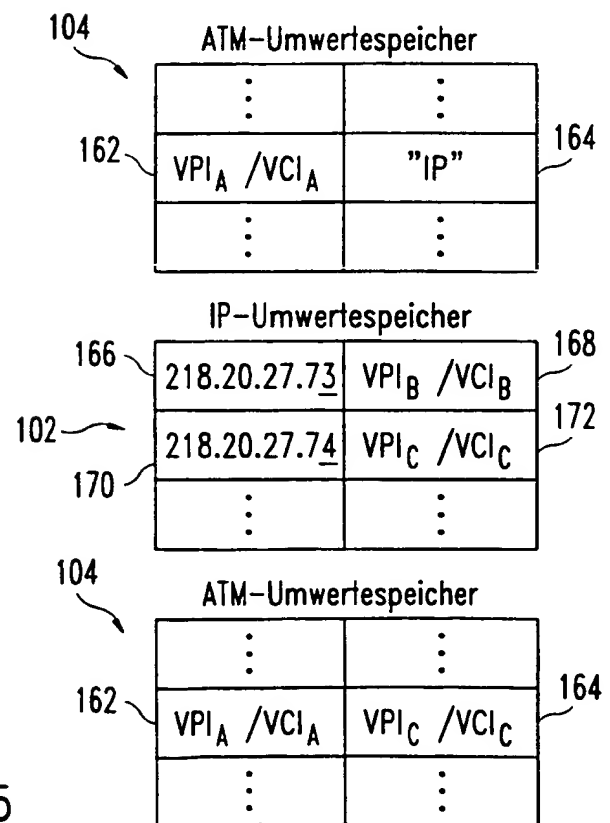 104
ATM-Umwertespeicher
162 VPI_A /VCI_A "IP" 164
IP-Umwertespeicher
166 218.20.27.73 VPI_B /VCI_B 168
102
170 218.20.27.74 VPI_C /VCI_C 172
104
ATM-Umwertespeicher
162 VPI_A /VCI_A VPI_C /VCI_C 164